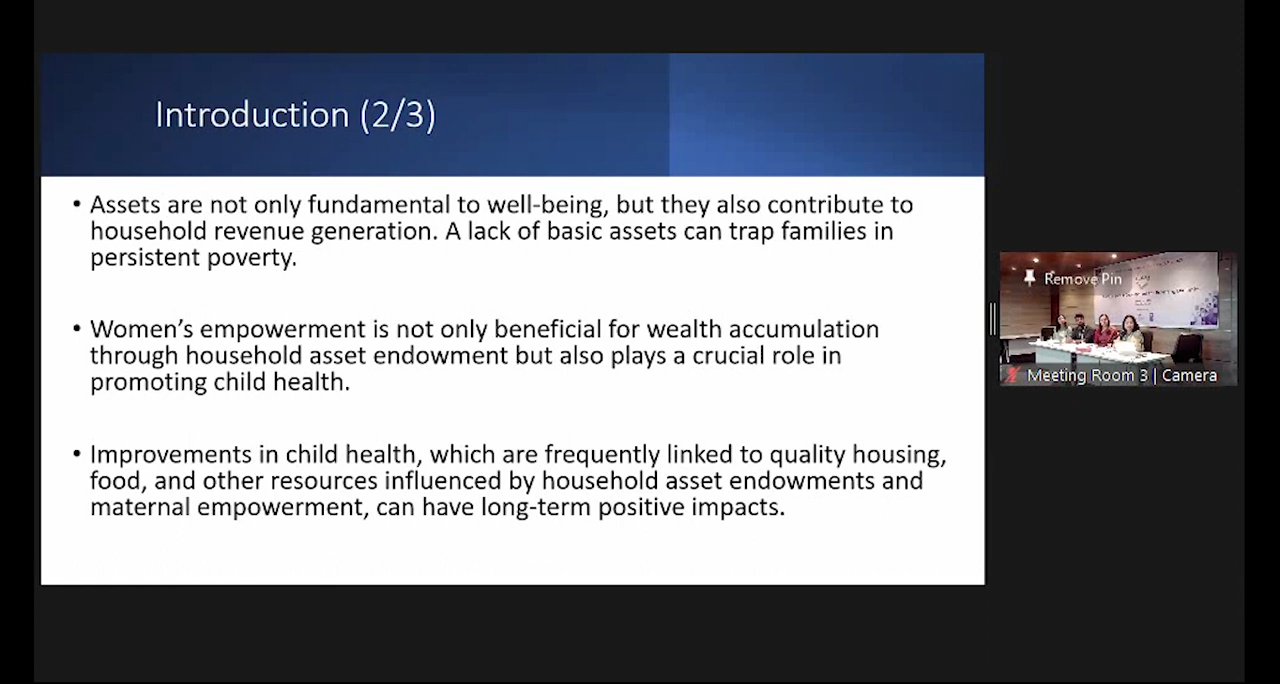 Introduction (2/3)
• Assets are not only fundamental to well-being, but they also contribute to
household revenue generation. A lack of basic assets can trap families in
persistent poverty.
• Women’s empowerment is not only beneficial for wealth accumulation
through household asset endowment but also plays a crucial role in
promoting child health.
• Improvements in child health, which are frequently linked to quality housing,
food, and other resources influenced by household asset endowments and
maternal empowerment, can have long-term positive impacts.
Remove Pin
Meeting Room 3 | Camera